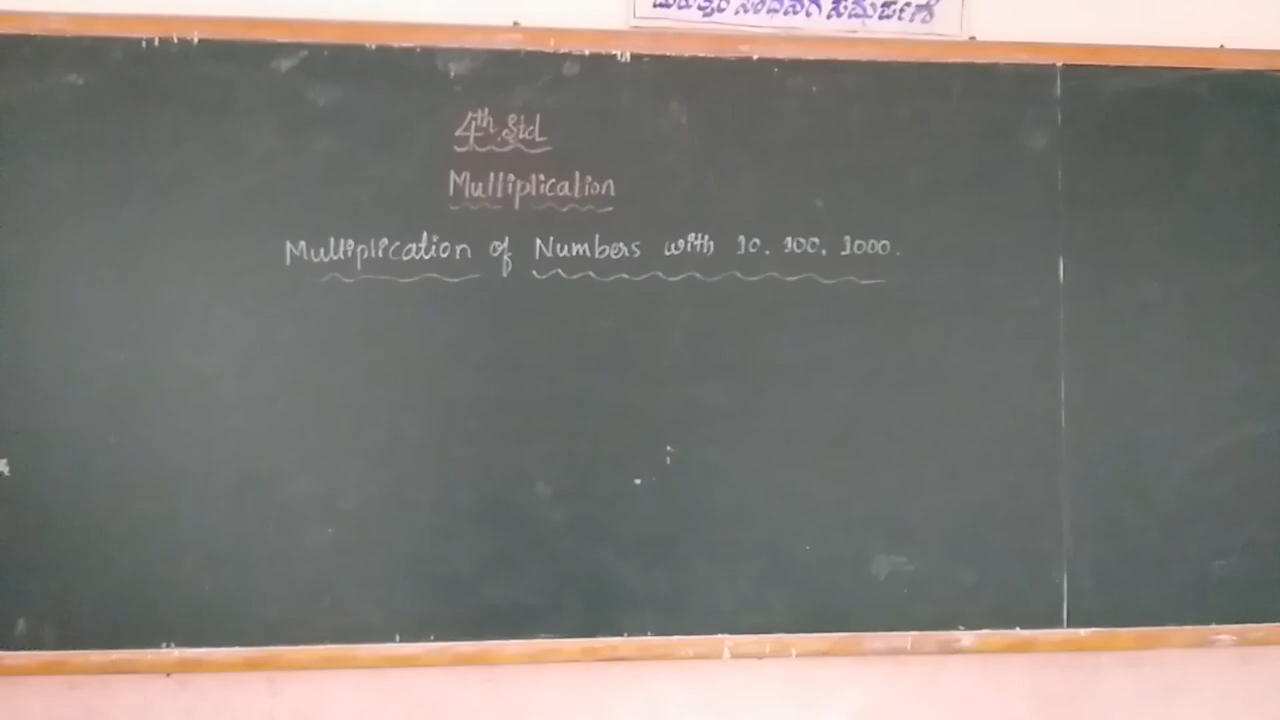 4th Std
Multiplication
Multiplication of Numbers with 10, 100, 1000.